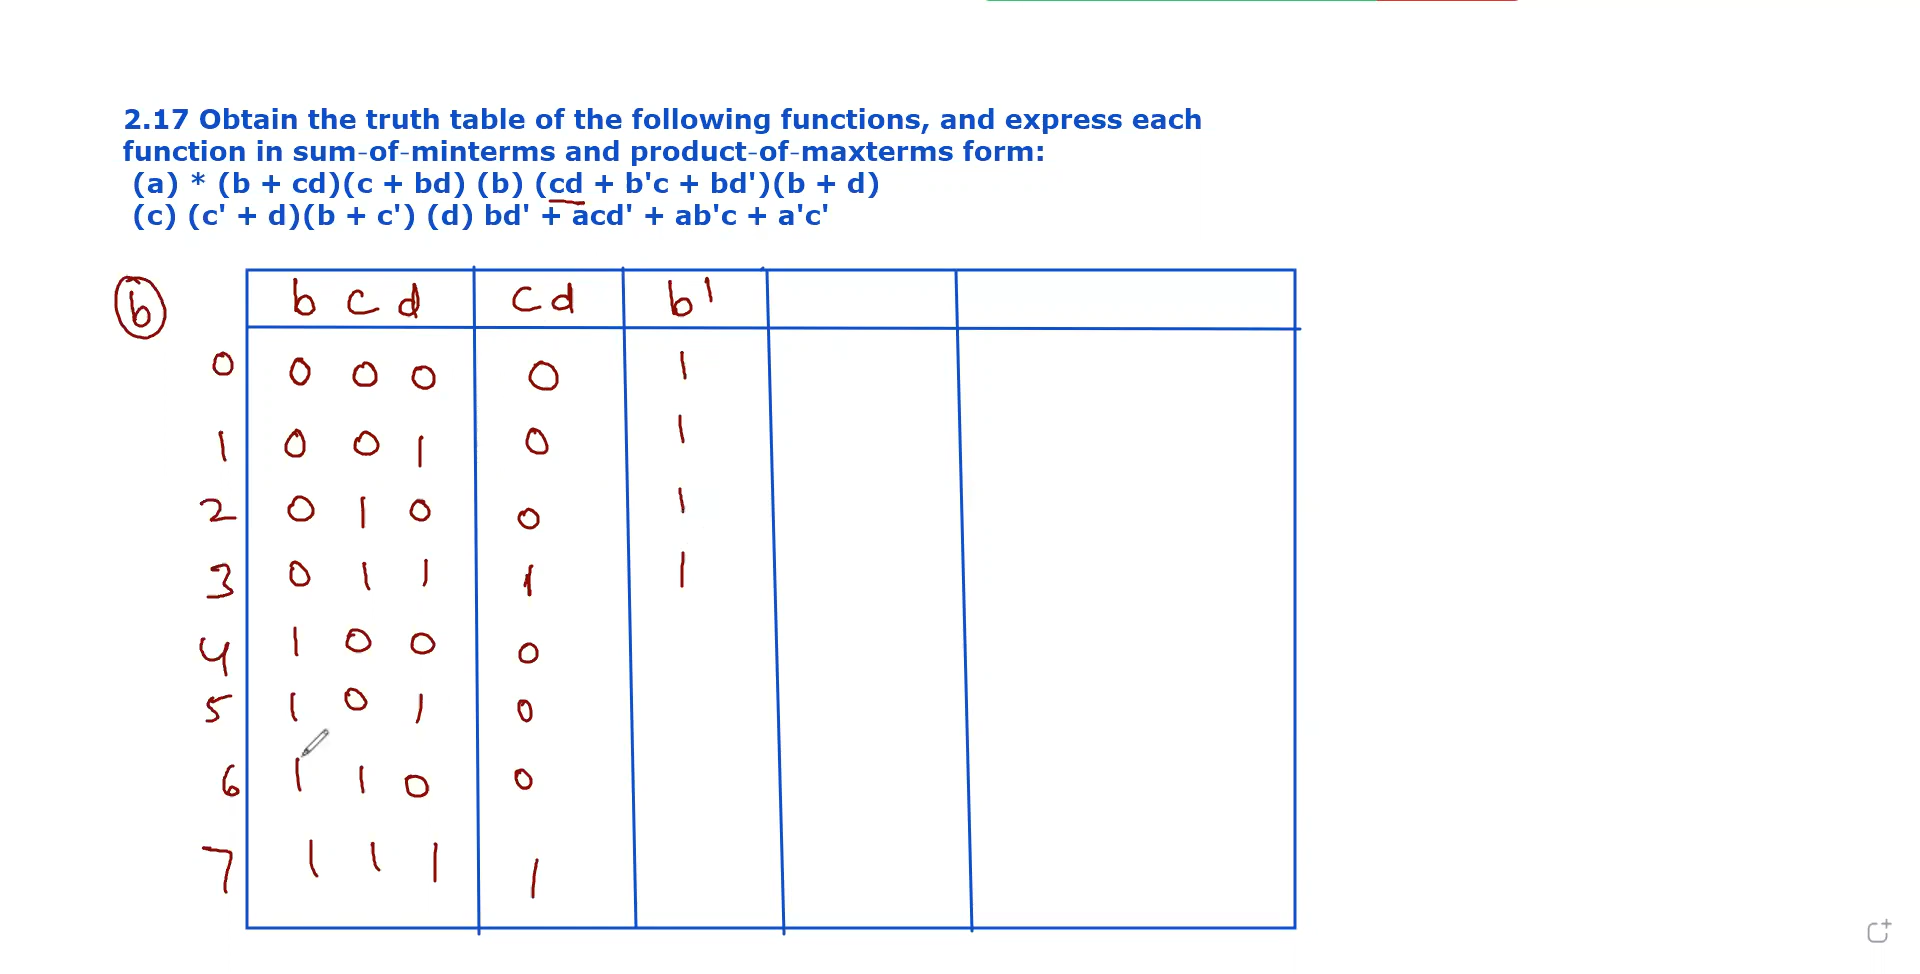 2.17 Obtain the truth table of the following functions, and express each
function in sum-of-minterms and product-of-maxterms form:
(a) * (b + cd)(c + bd) (b) (cd + b'c + bd')(b + d)
(c) (c' + d)(b + c') (d) bd' + acd' + ab'c + a'c'
b b c d cd b'
0 0 0 0 0 1
1 0 0 1 0 1
2 0 1 0 0 1
3 0 1 1 1 1
4 1 0 0 0
5 1 0 1 0
6 1 1 0 0
7 1 1 1 1